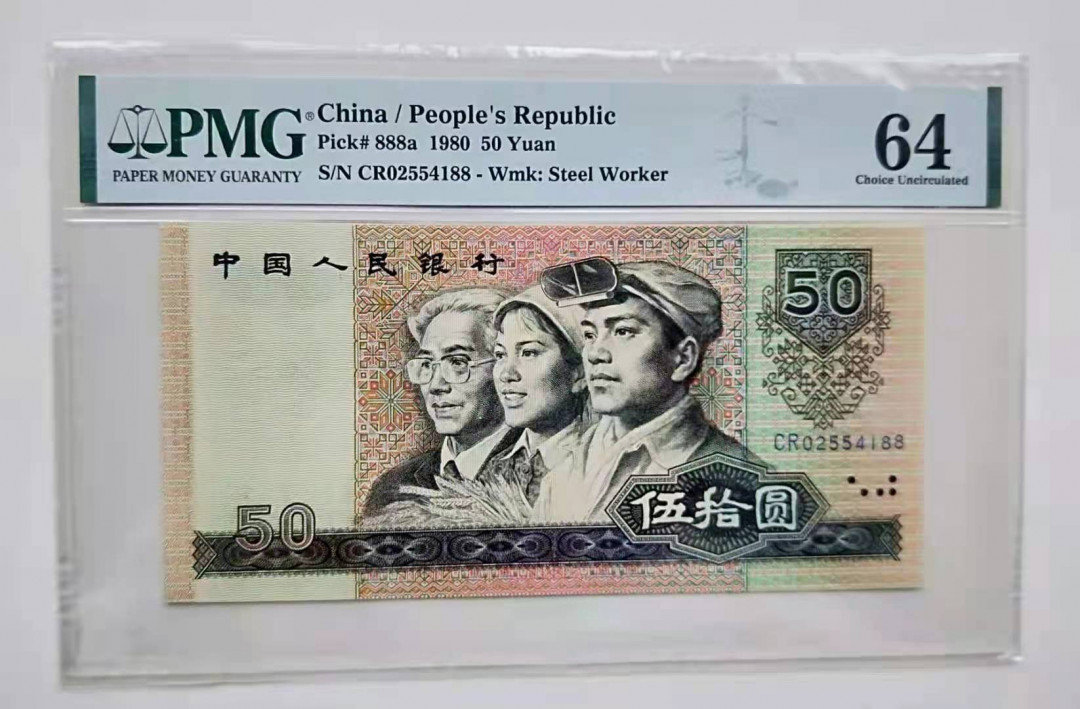 PMG®
PAPER MONEY GUARANTY
China / People's Republic
Pick# 888a 1980 50 Yuan
S/N CR02554188 - Wmk: Steel Worker
64
Choice Uncirculated
中国人民银行
50
CR02554188
50
伍拾圆